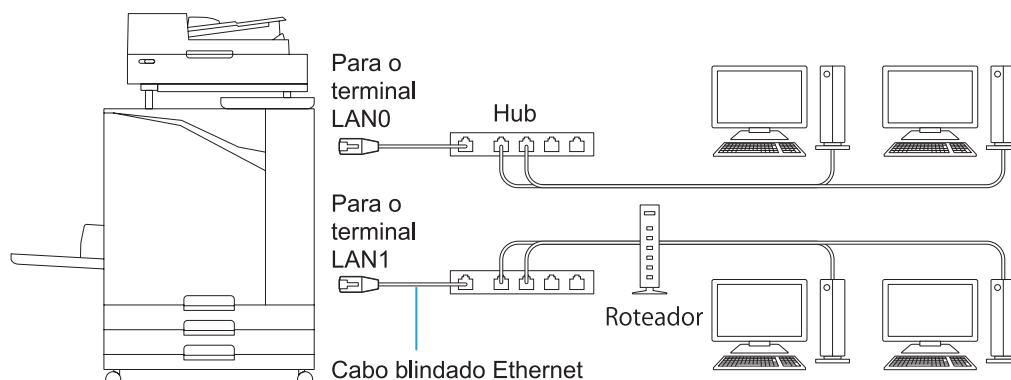 Para o
terminal
LAN0
Hub
Para o
terminal
LAN1
Roteador
Cabo blindado Ethernet